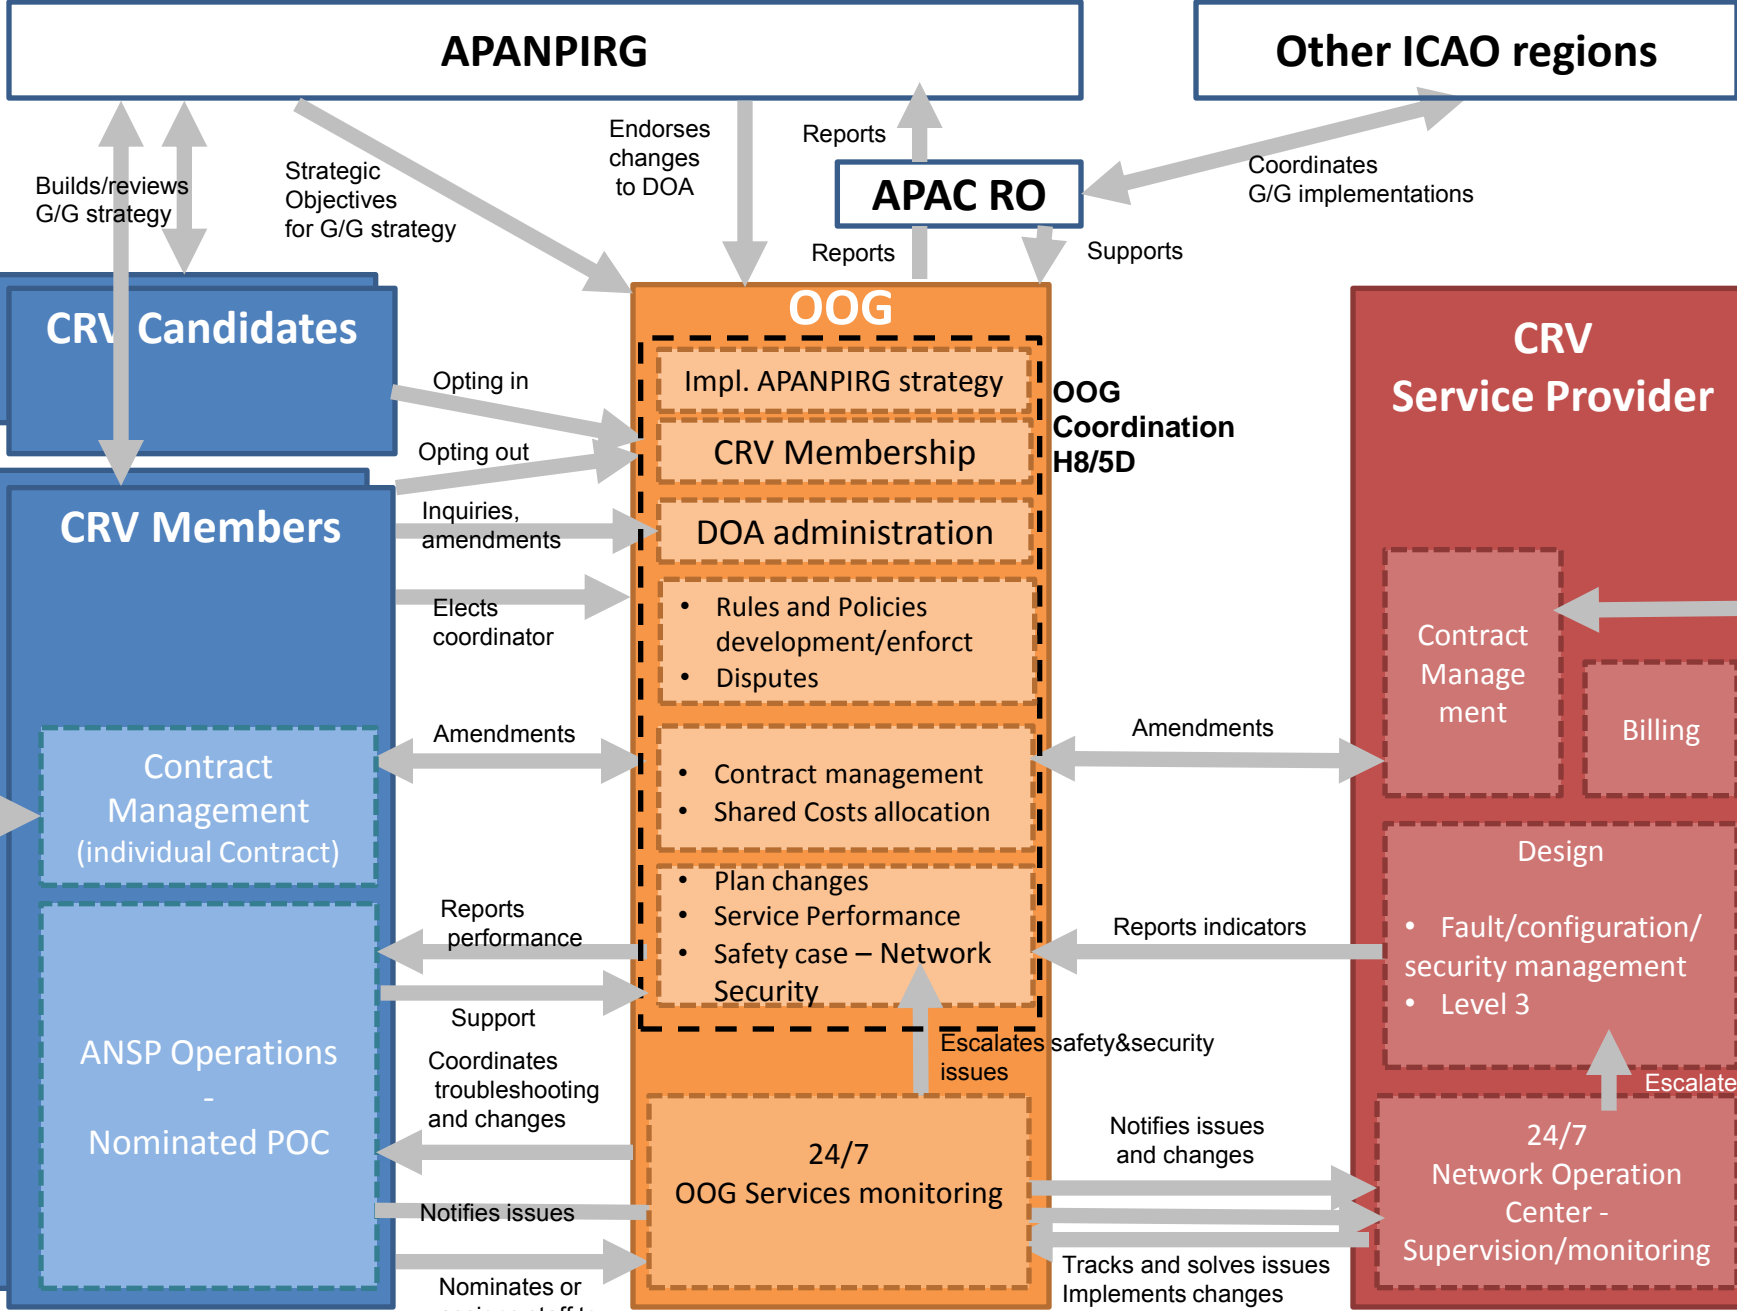 APANPIRG
Other ICAO regions
Builds/reviews
G/G strategy
Strategic
Objectives
for G/G strategy
Endorses
changes
to DOA
Reports
APAC RO
Coordinates
G/G implementations
Reports
Supports
CRV Candidates
Opting in
Opting out
CRV Members
Inquiries,
amendments
Elects
coordinator
Amendments
Contract
Management
(individual Contract)
Reports
performance
Support
ANSP Operations
-
Nominated POC
Coordinates
troubleshooting
and changes
Notifies issues
Nominates or
OOG
Impl. APANPIRG strategy
CRV Membership
DOA administration
• Rules and Policies
development/enforct
• Disputes
• Contract management
• Shared Costs allocation
• Plan changes
• Service Performance
• Safety case – Network
Security
Escalates safety&security
issues
24/7
OOG Services monitoring
OOG
Coordination
H8/5D
Amendments
Reports indicators
Notifies issues
and changes
Tracks and solves issues
Implements changes
CRV
Service Provider
Contract
Manage
ment
Billing
Design
• Fault/configuration/
security management
• Level 3
Escalate
24/7
Network Operation
Center -
Supervision/monitoring